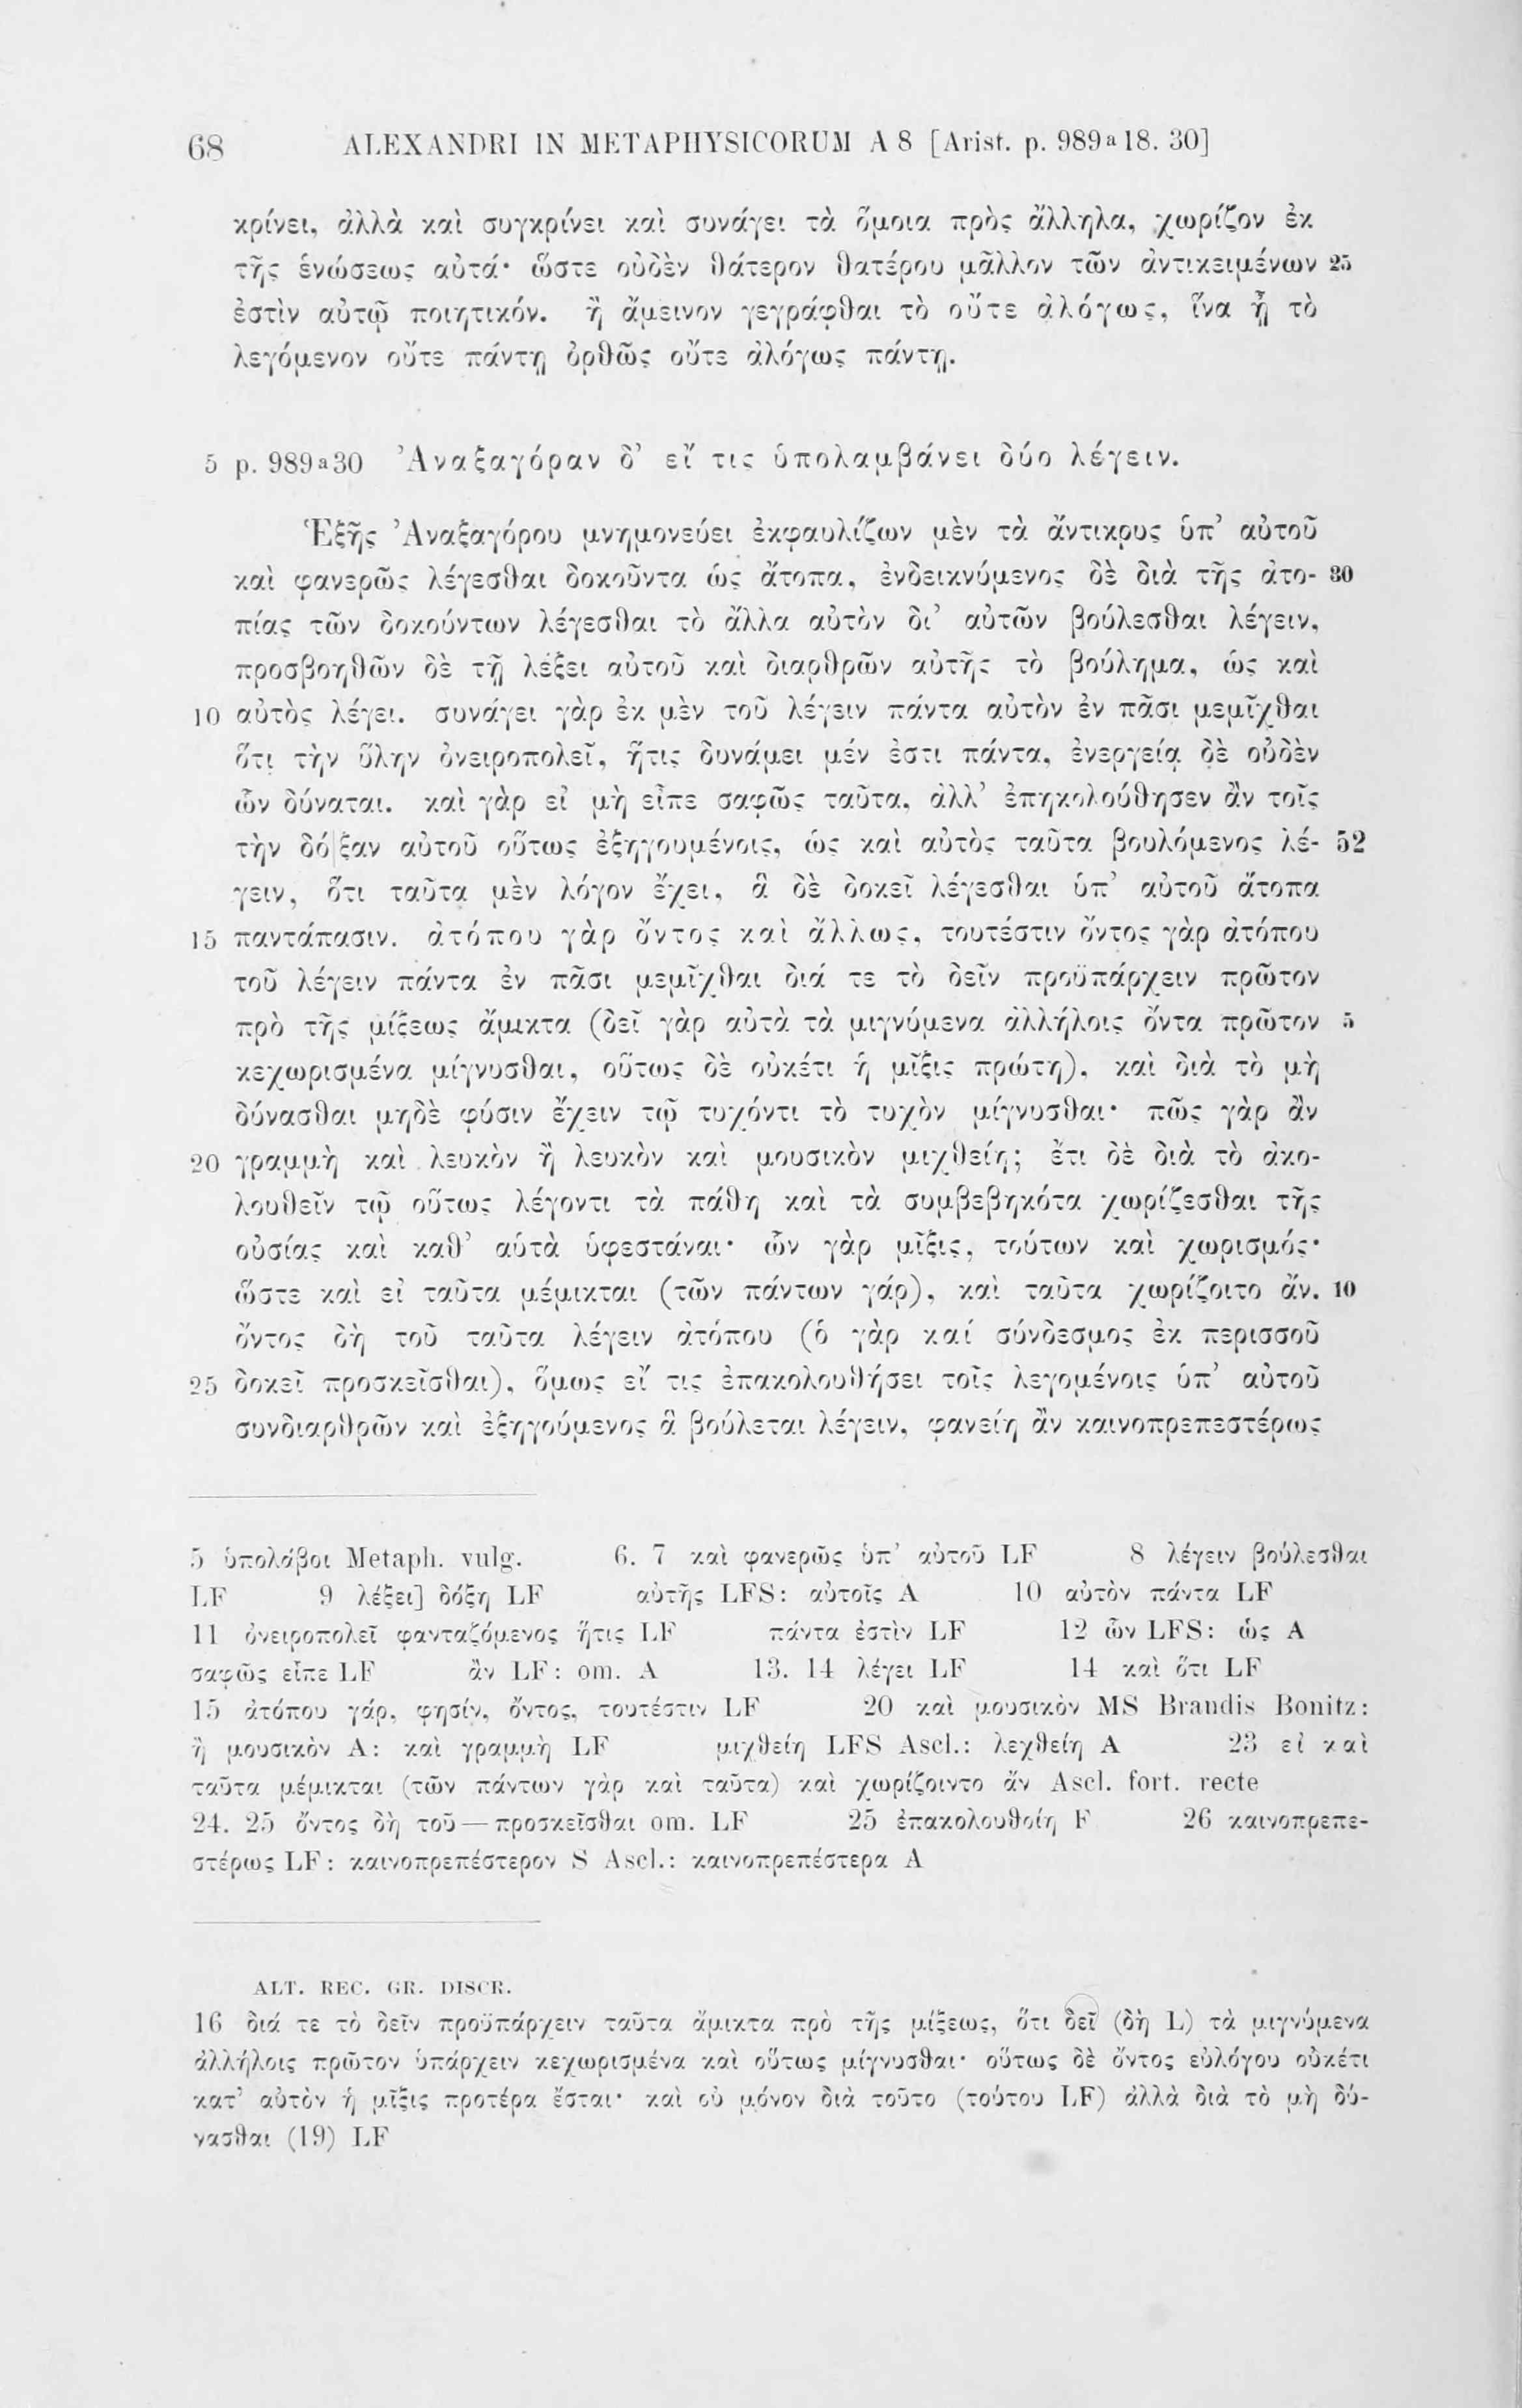 68 ALEXANDRI IN METAPHYSICORUM A 8 [Arist. p. 989a18. 30]
κρίνει, ἀλλὰ καὶ συγκρίνει καὶ συνάγει τὰ ὅμοια πρὸς ἄλληλα, χωρίζον ἐκ
τῆς ἑνώσεως αὐτά· ὥστε οὐδὲν θάτερον θατέρου μᾶλλον τῶν ἀντικειμένων 25
ἐστὶν αὐτῷ ποιητικόν. ἢ ἄμεινον γεγράφθαι τὸ οὔτε ἀλόγως, ἵνα ᾖ τὸ
λεγόμενον οὔτε πάντῃ ὀρθῶς οὔτε ἀλόγως πάντῃ.
5 p. 989a30 Ἀναξαγόραν δ’ εἴ τις ὑπολαμβάνει δύο λέγειν.
Ἑξῆς Ἀναξαγόρου μνημονεύει ἐκφαυλίζων μὲν τὰ ἄντικρυς ὑπ’ αὐτοῦ
καὶ φανερῶς λέγεσθαι δοκοῦντα ὡς ἄτοπα, ἐνδεικνύμενος δὲ διὰ τῆς ἀτο- 30
πίας τῶν δοκούντων λέγεσθαι τὸ ἄλλα αὐτὸν δι’ αὐτῶν βούλεσθαι λέγειν,
προσβοηθῶν δὲ τῇ λέξει αὐτοῦ καὶ διαρθρῶν αὐτῆς τὸ βούλημα, ὡς καὶ
10 αὐτὸς λέγει. συνάγει γὰρ ἐκ μὲν τοῦ λέγειν πάντα αὐτὸν ἐν πᾶσι μεμῖχθαι
ὅτι τὴν ὕλην ὀνειροπολεῖ, ἥτις δυνάμει μέν ἐστι πάντα, ἐνεργείᾳ δὲ οὐδὲν
ὧν δύναται. καὶ γὰρ εἰ μὴ εἶπε σαφῶς ταῦτα, ἀλλ’ ἐπηκολούθησεν ἂν τοῖς
τὴν δό|ξαν αὐτοῦ οὕτως ἐξηγουμένοις, ὡς καὶ αὐτὸς ταῦτα βουλόμενος λέ- 52
γειν, ὅτι ταῦτα μὲν λόγον ἔχει, ἃ δὲ δοκεῖ λέγεσθαι ὑπ’ αὐτοῦ ἄτοπα
15 παντάπασιν. ἀτόπου γὰρ ὄντος καὶ ἄλλως, τουτέστιν ὄντος γὰρ ἀτόπου
τοῦ λέγειν πάντα ἐν πᾶσι μεμῖχθαι διά τε τὸ δεῖν προϋπάρχειν πρῶτον
πρὸ τῆς μίξεως ἄμικτα (δεῖ γὰρ αὐτὰ τὰ μιγνύμενα ἀλλήλοις ὄντα πρῶτον 5
κεχωρισμένα μίγνυσθαι, οὕτως δὲ οὐκέτι ἡ μῖξις πρώτη), καὶ διὰ τὸ μὴ
δύνασθαι μηδὲ φύσιν ἔχειν τῷ τυχόντι τὸ τυχὸν μίγνυσθαι· πῶς γὰρ ἂν
20 γραμμὴ καὶ λευκὸν ἢ λευκὸν καὶ μουσικὸν μιχθείη; ἔτι δὲ διὰ τὸ ἀκο-
λουθεῖν τῷ οὕτως λέγοντι τὰ πάθη καὶ τὰ συμβεβηκότα χωρίζεσθαι τῆς
οὐσίας καὶ καθ’ αὑτὰ ὑφεστάναι· ὧν γὰρ μῖξις, τούτων καὶ χωρισμός·
ὥστε καὶ εἰ ταῦτα μέμικται (τῶν πάντων γάρ), καὶ ταῦτα χωρίζοιτο ἄν. 10
ὄντος δὴ τοῦ ταῦτα λέγειν ἀτόπου (ὁ γὰρ καί σύνδεσμος ἐκ περισσοῦ
25 δοκεῖ προσκεῖσθαι), ὅμως εἴ τις ἐπακολουθήσει τοῖς λεγομένοις ὑπ’ αὐτοῦ
συνδιαρθρῶν καὶ ἐξηγούμενος ἃ βούλεται λέγειν, φανείη ἂν καινοπρεπεστέρως
5 ὑπολάβοι Metaph. vulg. 6. 7 καὶ φανερῶς ὑπ’ αὐτοῦ LF 8 λέγειν βούλεσθαι
LF 9 λέξει] δόξῃ LF αὐτῆς LFS: αὐτοῖς A 10 αὐτὸν πάντα LF
11 ὀνειροπολεῖ φανταζόμενος ἥτις LF πάντα ἐστὶν LF 12 ὧν LFS: ὡς A
σαφῶς εἶπε LF ἂν LF: om. A 13. 14 λέγει LF 14 καὶ ὅτι LF
15 ἀτόπου γάρ, φησίν, ὄντος, τουτέστιν LF 20 καὶ μουσικὸν MS Brandis Bonitz:
ἢ μουσικὸν A: καὶ γραμμὴ LF μιχθείη LFS Ascl.: λεχθείη A 23 εἰ καὶ
ταῦτα μέμικται (τῶν πάντων γὰρ καὶ ταῦτα) καὶ χωρίζοιντο ἄν Ascl. fort. recte
24. 25 ὄντος δὴ τοῦ — προσκεῖσθαι om. LF 25 ἐπακολουθοίη F 26 καινοπρεπε-
στέρως LF: καινοπρεπέστερον S Ascl.: καινοπρεπέστερα A
ALT. REC. GR. DISCR.
16 διά τε τὸ δεῖν προϋπάρχειν ταῦτα ἄμικτα πρὸ τῆς μίξεως, ὅτι δεῖ (δὴ L) τὰ μιγνύμενα
ἀλλήλοις πρῶτον ὑπάρχειν κεχωρισμένα καὶ οὕτως μίγνυσθαι· οὕτως δὲ ὄντος εὐλόγου οὐκέτι
κατ’ αὐτὸν ἡ μῖξις προτέρα ἔσται· καὶ οὐ μόνον διὰ τοῦτο (τούτου LF) ἀλλὰ διὰ τὸ μὴ δύ-
νασθαι (19) LF